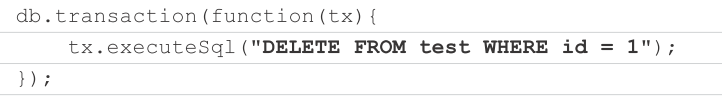 db.transaction(function(tx){
    tx.executeSql("DELETE FROM test WHERE id = 1");
});